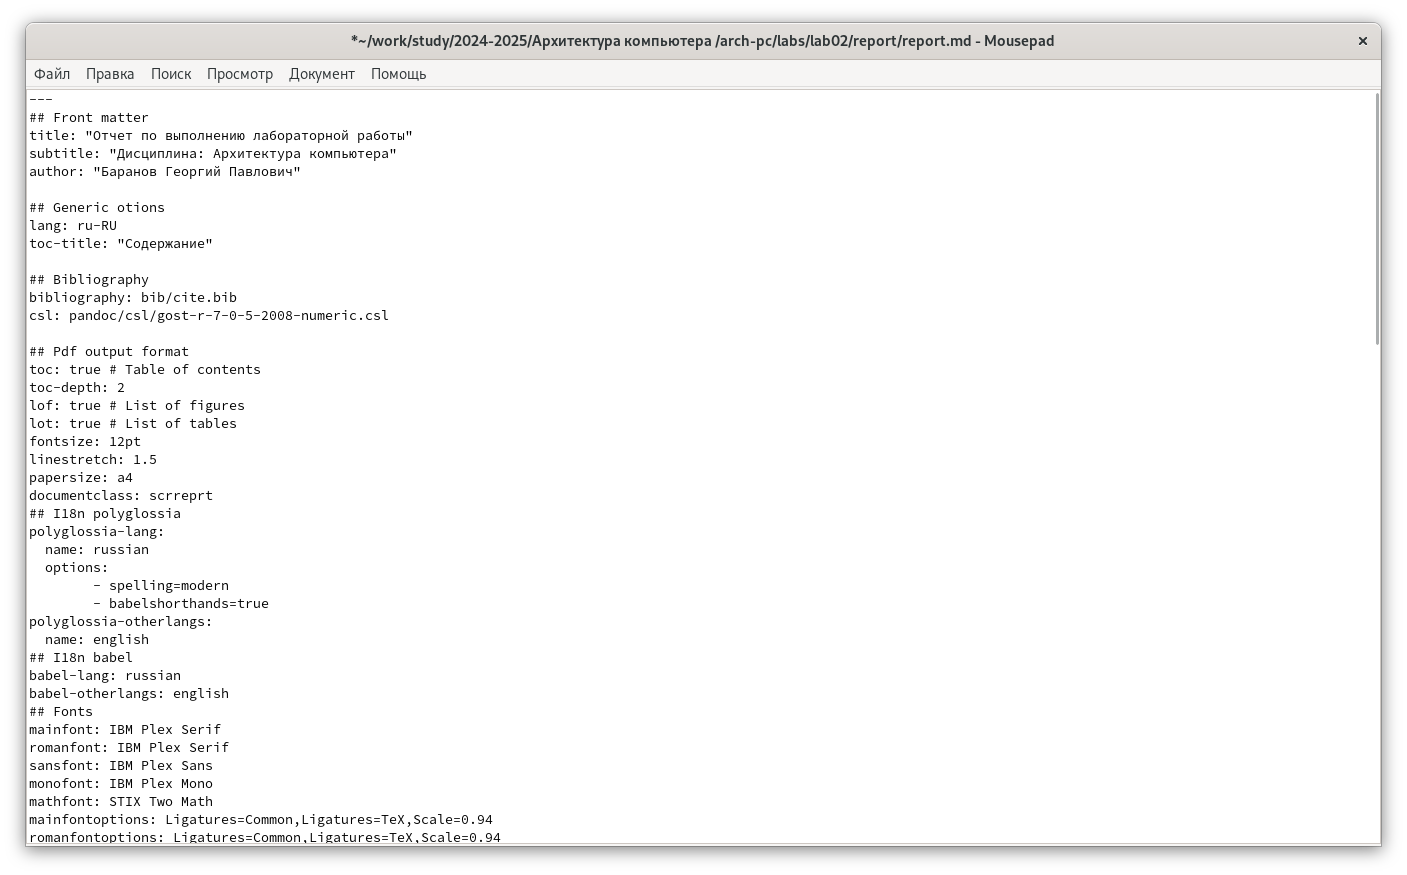 *~/work/study/2024-2025/Архитектура компьютера /arch-pc/labs/lab02/report/report.md - Mousepad
Файл Правка Поиск Просмотр Документ Помощь
---
## Front matter
title: "Отчет по выполнению лабораторной работы"
subtitle: "Дисциплина: Архитектура компьютера"
author: "Баранов Георгий Павлович"

## Generic otions
lang: ru-RU
toc-title: "Содержание"

## Bibliography
bibliography: bib/cite.bib
csl: pandoc/csl/gost-r-7-0-5-2008-numeric.csl

## Pdf output format
toc: true # Table of contents
toc-depth: 2
lof: true # List of figures
lot: true # List of tables
fontsize: 12pt
linestretch: 1.5
papersize: a4
documentclass: scrreprt
## I18n polyglossia
polyglossia-lang:
  name: russian
  options:
        - spelling=modern
        - babelshorthands=true
polyglossia-otherlangs:
  name: english
## I18n babel
babel-lang: russian
babel-otherlangs: english
## Fonts
mainfont: IBM Plex Serif
romanfont: IBM Plex Serif
sansfont: IBM Plex Sans
monofont: IBM Plex Mono
mathfont: STIX Two Math
mainfontoptions: Ligatures=Common,Ligatures=TeX,Scale=0.94
romanfontoptions: Ligatures=Common,Ligatures=TeX,Scale=0.94